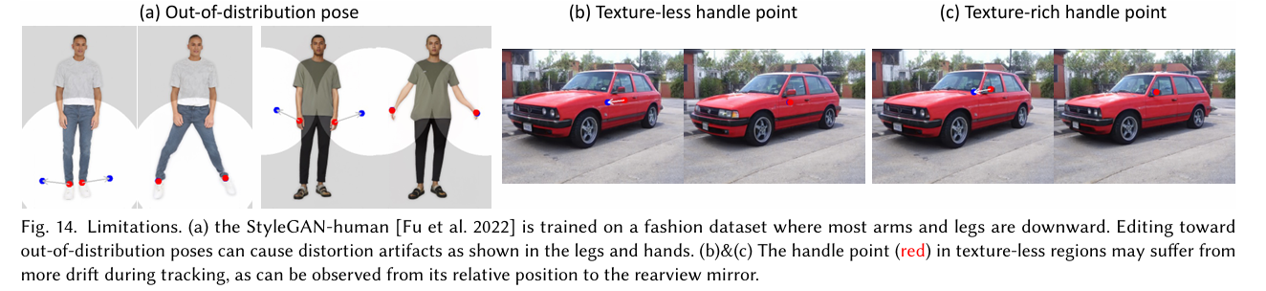 (a) Out-of-distribution pose
(b) Texture-less handle point
(c) Texture-rich handle point
Fig. 14. Limitations. (a) the StyleGAN-human [Fu et al. 2022] is trained on a fashion dataset where most arms and legs are downward. Editing toward
out-of-distribution poses can cause distortion artifacts as shown in the legs and hands. (b)&(c) The handle point (red) in texture-less regions may suffer from
more drift during tracking, as can be observed from its relative position to the rearview mirror.